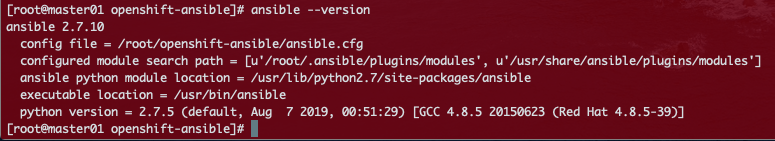 [root@master01 openshift-ansible]# ansible --version
ansible 2.7.10
  config file = /root/openshift-ansible/ansible.cfg
  configured module search path = [u'/root/.ansible/plugins/modules', u'/usr/share/ansible/plugins/modules']
  ansible python module location = /usr/lib/python2.7/site-packages/ansible
  executable location = /usr/bin/ansible
  python version = 2.7.5 (default, Aug  7 2019, 00:51:29) [GCC 4.8.5 20150623 (Red Hat 4.8.5-39)]
[root@master01 openshift-ansible]#